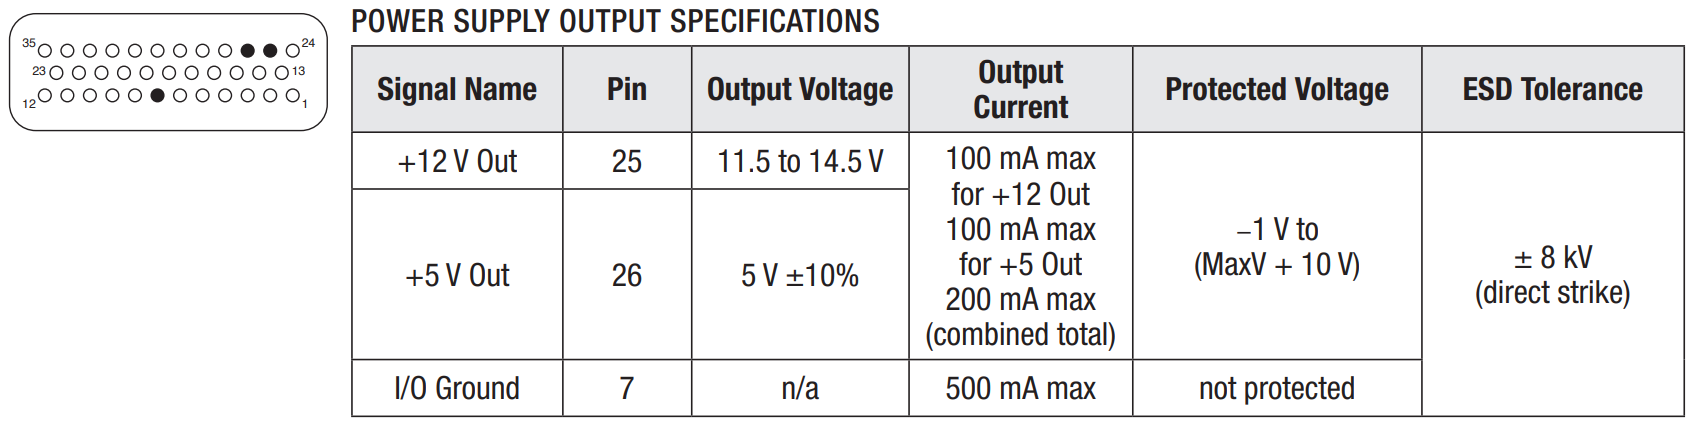 POWER SUPPLY OUTPUT SPECIFICATIONS
35
24
23
13
12
1
Signal Name
Pin
Output Voltage
Output
Current
Protected Voltage
ESD Tolerance
+12 V Out
25
11.5 to 14.5 V
100 mA max
for +12 Out
100 mA max
for +5 Out
200 mA max
(combined total)
–1 V to
(MaxV + 10 V)
± 8 kV
(direct strike)
+5 V Out
26
5 V ±10%
I/O Ground
7
n/a
500 mA max
not protected